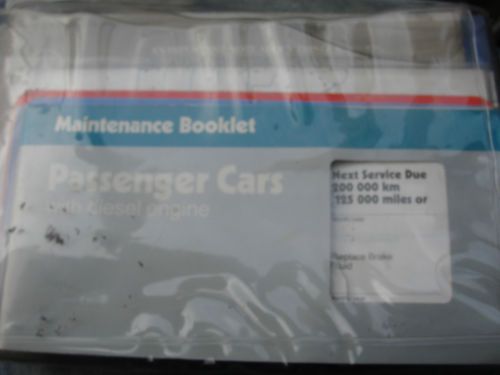 Maintenance Booklet
Passenger Cars
with diesel engine
Next Service Due
200 000 km
125 000 miles or
Replace Brake
Fluid